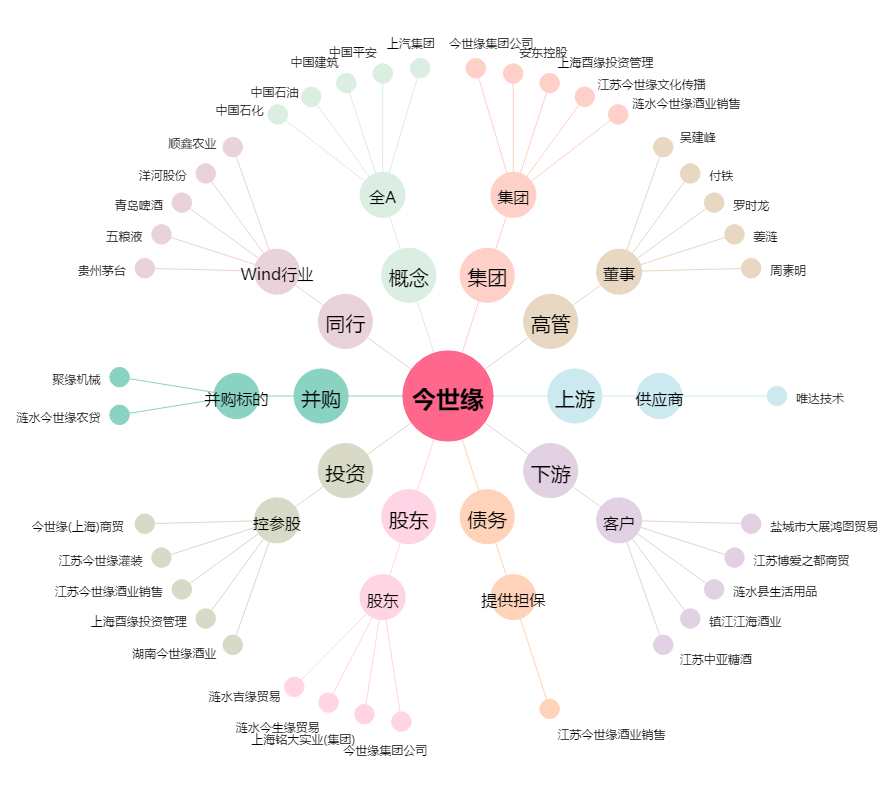 上汽集团
今世缘集团公司
中国平安
安东控股
中国建筑
上海酉缘投资管理
中国石油
江苏今世缘文化传播
中国石化
涟水今世缘酒业销售
顺鑫农业
吴建峰
洋河股份
付铁
全A
集团
青岛啤酒
罗时龙
五粮液
姜涟
贵州茅台
Wind行业
概念
集团
董事
周素明
同行
高管
聚缘机械
并购标的
并购
今世缘
上游
供应商
唯达技术
涟水今世缘农贷
投资
下游
今世缘(上海)商贸
控参股
股东
债务
客户
盐城市大展鸿图贸易
江苏今世缘灌装
江苏博爱之都商贸
江苏今世缘酒业销售
涟水县生活用品
股东
提供担保
上海酉缘投资管理
镇江江海酒业
湖南今世缘酒业
江苏中亚糖酒
涟水吉缘贸易
涟水今生缘贸易
江苏今世缘酒业销售
上海铭大实业(集团)
今世缘集团公司